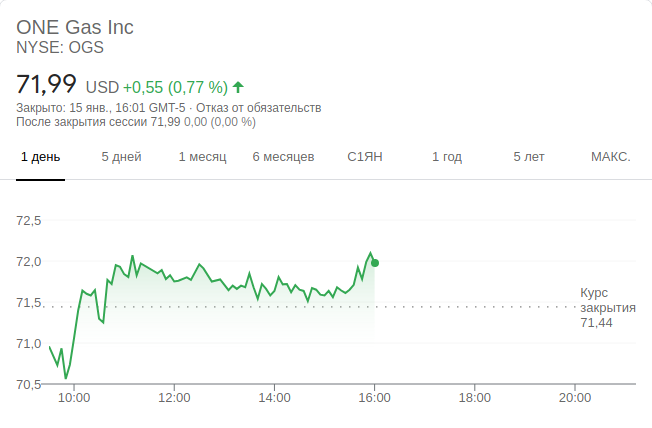 ONE Gas Inc
NYSE: OGS
71,99 USD +0,55 (0,77 %)
Закрыто: 15 янв., 16:01 GMT-5 · Отказ от обязательств
После закрытия сессии 71,99 0,00 (0,00 %)
1 день 5 дней 1 месяц 6 месяцев С1ЯН 1 год 5 лет МАКС.
72,5
72,0
71,5
71,0
70,5
Курс
закрытия
71,44
10:00 12:00 14:00 16:00 18:00 20:00